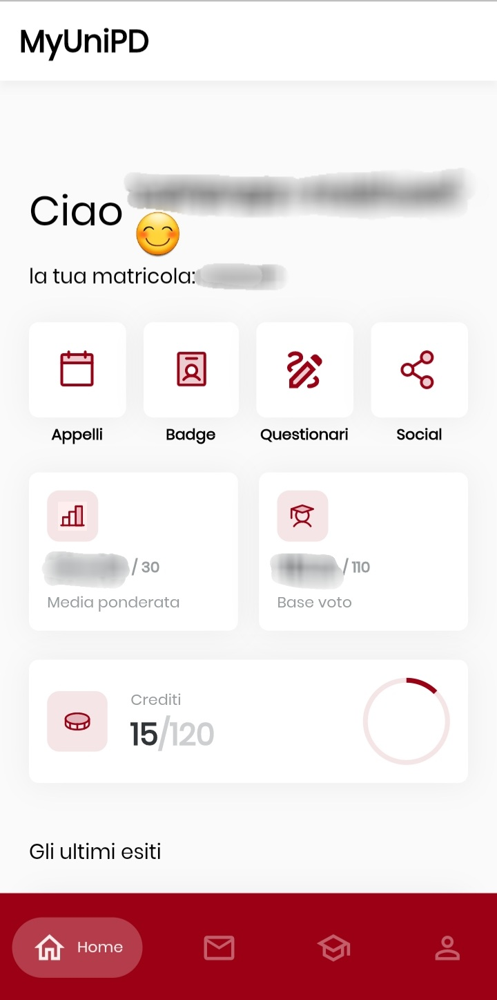 MyUniPD
Ciao
😊
la tua matricola:
Appelli Badge Questionari Social
/ 30 / 110
Media ponderata Base voto
Crediti
15/120
Gli ultimi esiti
Home